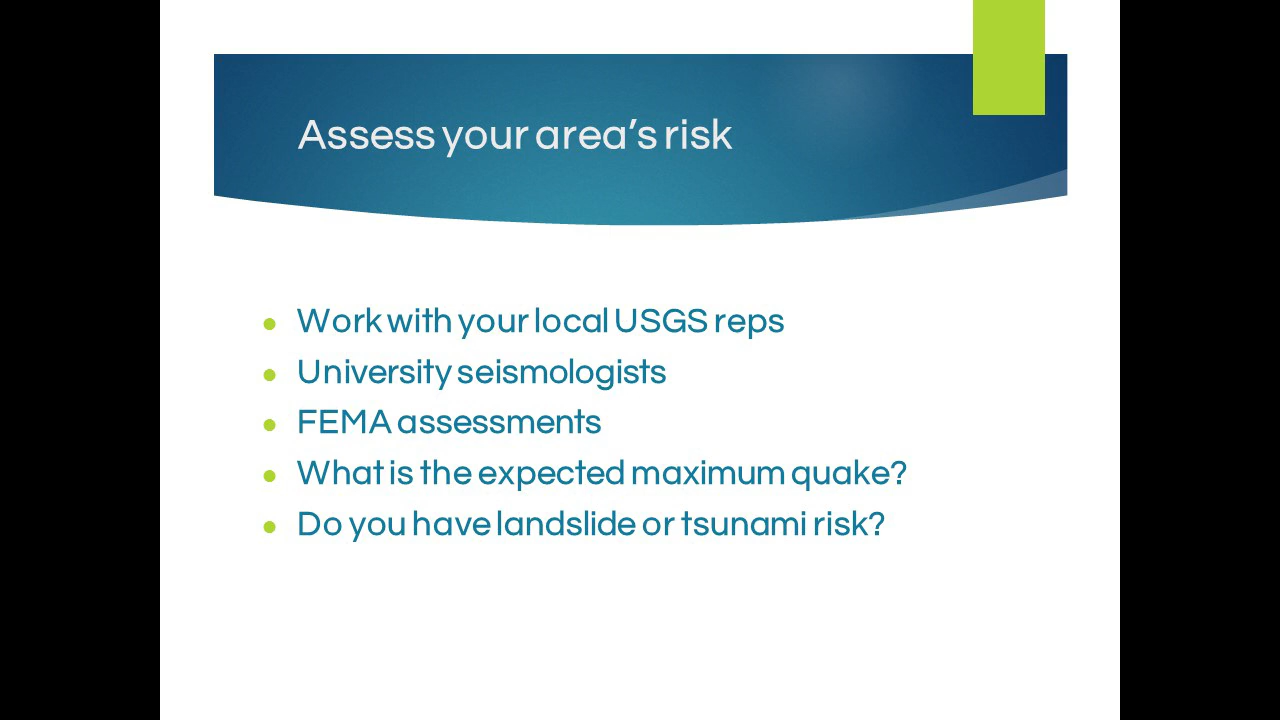 Assess your area’s risk
● Work with your local USGS reps
● University seismologists
● FEMA assessments
● What is the expected maximum quake?
● Do you have landslide or tsunami risk?